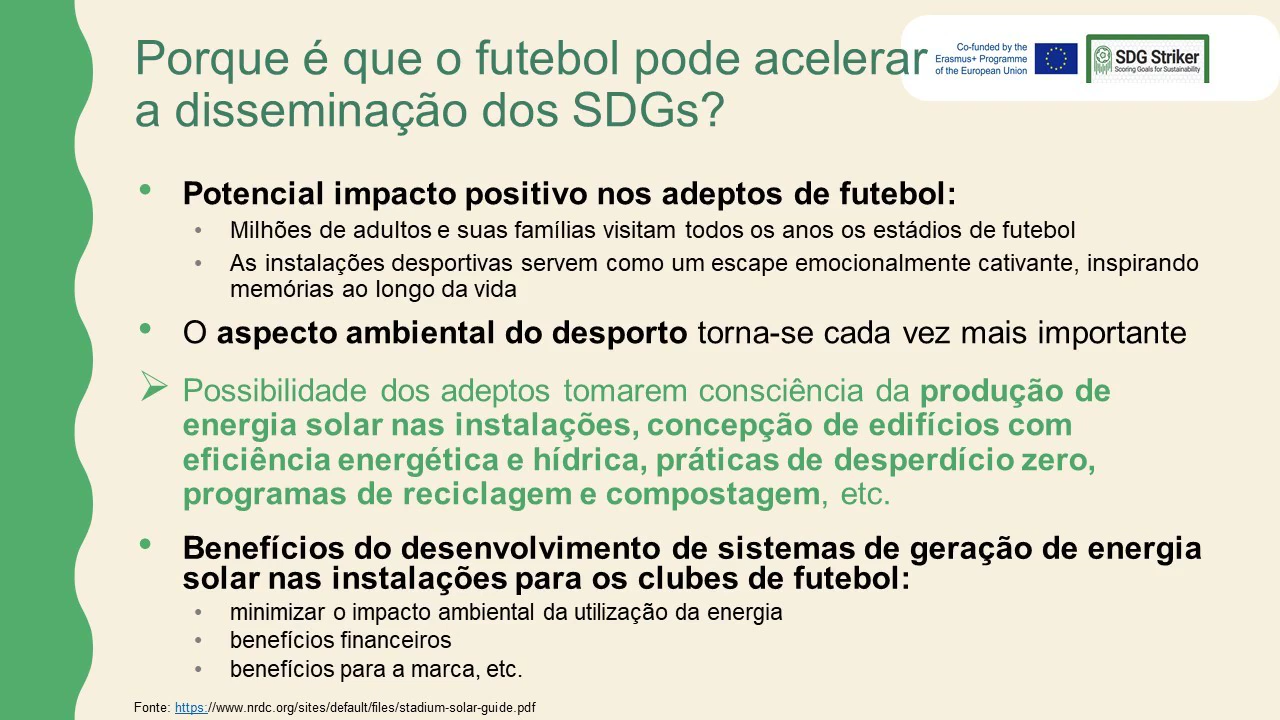 Porque é que o futebol pode acelerar
a disseminação dos SDGs?
Co-funded by the
Erasmus+ Programme
of the European Union
SDG Striker
Scoring Goals for Sustainability
• Potencial impacto positivo nos adeptos de futebol:
• Milhões de adultos e suas famílias visitam todos os anos os estádios de futebol
• As instalações desportivas servem como um escape emocionalmente cativante, inspirando
memórias ao longo da vida
• O aspecto ambiental do desporto torna-se cada vez mais importante
➢ Possibilidade dos adeptos tomarem consciência da produção de
energia solar nas instalações, concepção de edifícios com
eficiência energética e hídrica, práticas de desperdício zero,
programas de reciclagem e compostagem, etc.
• Benefícios do desenvolvimento de sistemas de geração de energia
solar nas instalações para os clubes de futebol:
• minimizar o impacto ambiental da utilização da energia
• benefícios financeiros
• benefícios para a marca, etc.
Fonte: https://www.nrdc.org/sites/default/files/stadium-solar-guide.pdf